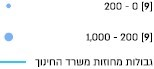 [9] 0 - 200
[9] 200 - 1,000
גבולות מחוזות משרד החינוך